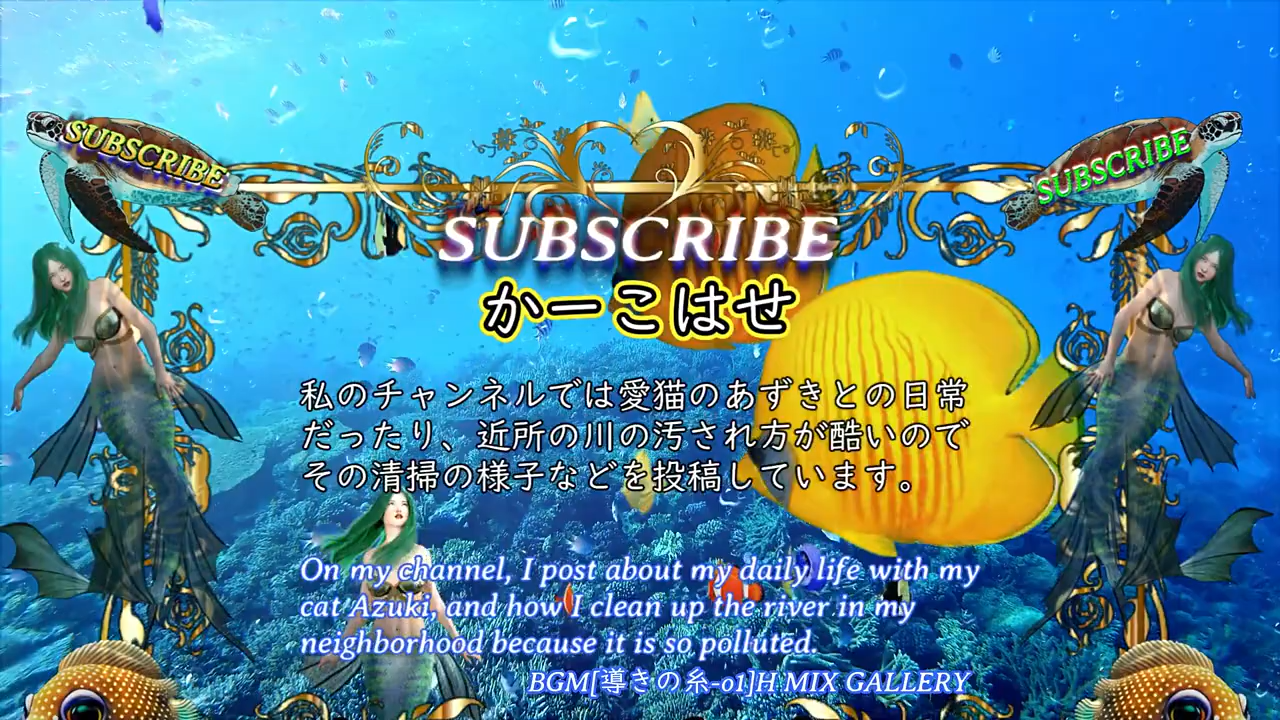 SUBSCRIBE
SUBSCRIBE
SUBSCRIBE
かーこはせ
私のチャンネルでは愛猫のあずきとの日常
だったり、近所の川の汚され方が酷いので
その清掃の様子などを投稿しています。
On my channel, I post about my daily life with my
cat Azuki, and how I clean up the river in my
neighborhood because it is so polluted.
BGM[導きの糸-01]H MIX GALLERY